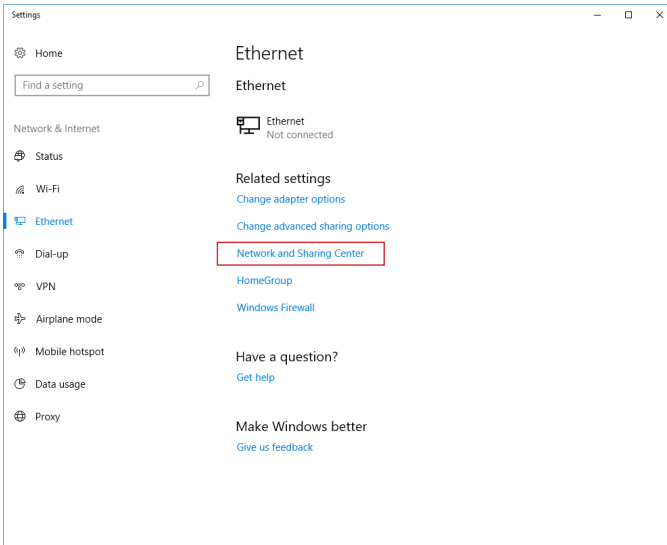 Settings
Home
Find a setting
Network & Internet
Status
Wi-Fi
Ethernet
Dial-up
VPN
Airplane mode
Mobile hotspot
Data usage
Proxy
Ethernet
Ethernet
Ethernet
Not connected
Related settings
Change adapter options
Change advanced sharing options
Network and Sharing Center
HomeGroup
Windows Firewall
Have a question?
Get help
Make Windows better
Give us feedback